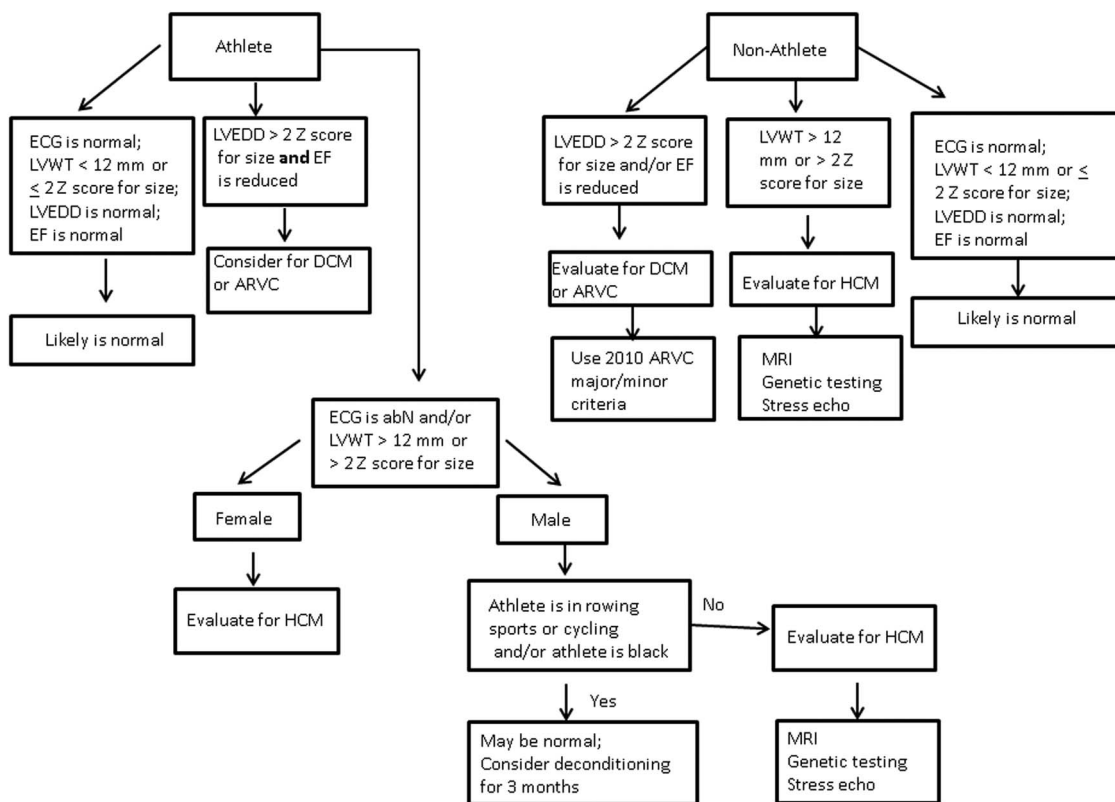 Athlete
ECG is normal;
LVWT < 12 mm or
≤ 2 Z score for size;
LVEDD is normal;
EF is normal
Likely is normal
LVEDD > 2 Z score
for size and EF
is reduced
Consider for DCM
or ARVC
ECG is abN and/or
LVWT > 12 mm or
> 2 Z score for size
Female
Evaluate for HCM
Male
Athlete is in rowing
sports or cycling
and/or athlete is black
Yes
May be normal;
Consider deconditioning
for 3 months
No
Evaluate for HCM
MRI
Genetic testing
Stress echo
Non-Athlete
LVEDD > 2 Z score
for size and/or EF
is reduced
Evaluate for DCM
or ARVC
Use 2010 ARVC
major/minor
criteria
LVWT > 12
mm or > 2 Z
score for size
Evaluate for HCM
MRI
Genetic testing
Stress echo
ECG is normal;
LVWT < 12 mm or ≤
2 Z score for size;
LVEDD is normal;
EF is normal
Likely is normal